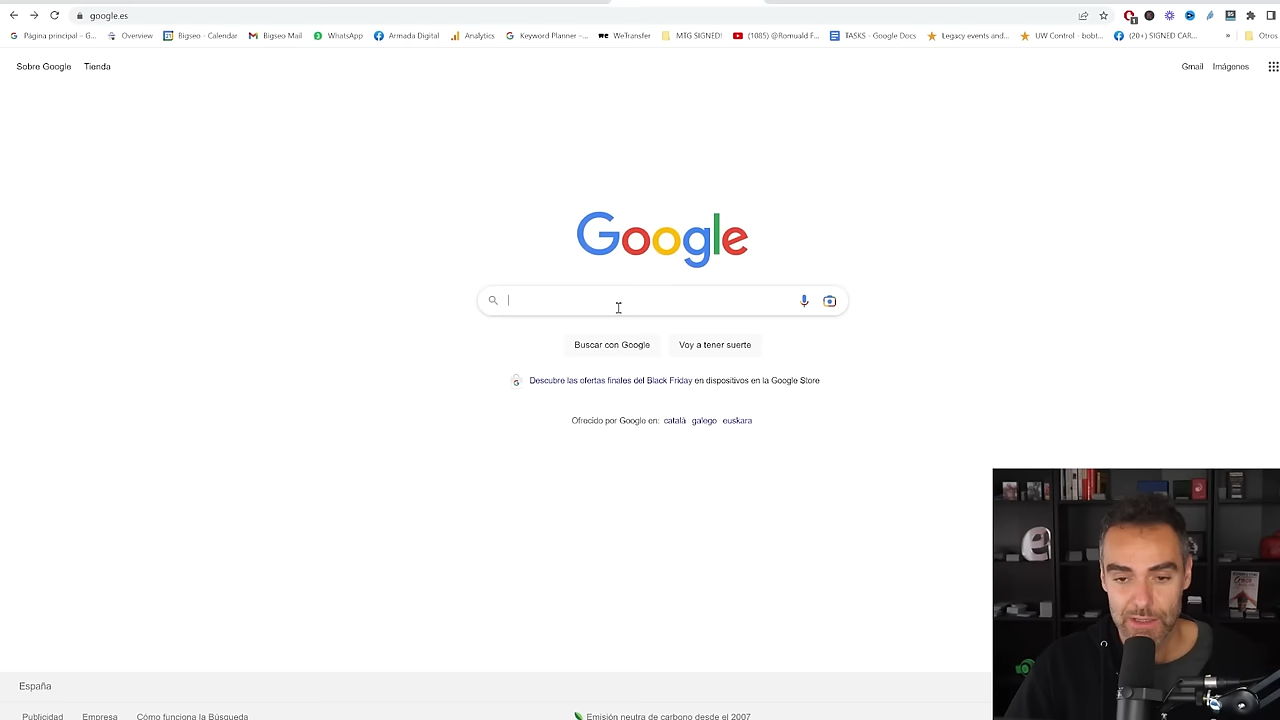 google.es
Página principal – G... Overview Bigseo - Calendar Bigseo Mail WhatsApp Armada Digital Analytics Keyword Planner –... we WeTransfer MTG SIGNED! (1085) @Romuald F... TASKS - Google Docs Legacy events and... UW Control - bobt... (20+) SIGNED CAR... » Otros
Sobre Google Tienda Gmail Imágenes
Google
Buscar con Google Voy a tener suerte
Descubre las ofertas finales del Black Friday en dispositivos en la Google Store
Ofrecido por Google en: català galego euskara
España
Publicidad Empresa Cómo funciona la Búsqueda Emisión neutra de carbono desde el 2007